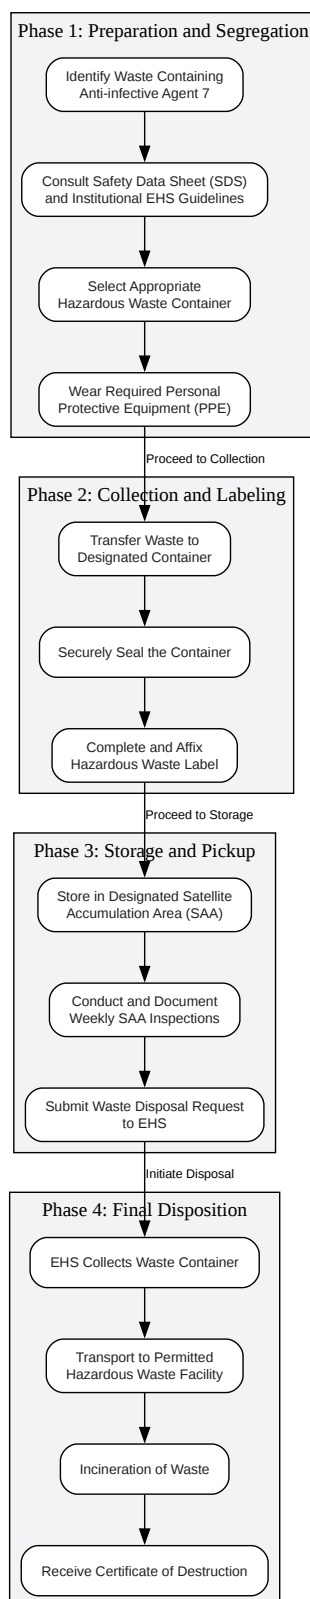 Phase 1: Preparation and Segregation
Identify Waste Containing
Anti-infective Agent 7
Consult Safety Data Sheet (SDS)
and Institutional EHS Guidelines
Select Appropriate
Hazardous Waste Container
Wear Required Personal
Protective Equipment (PPE)
Proceed to Collection
Phase 2: Collection and Labeling
Transfer Waste to
Designated Container
Securely Seal the Container
Complete and Affix
Hazardous Waste Label
Proceed to Storage
Phase 3: Storage and Pickup
Store in Designated Satellite
Accumulation Area (SAA)
Conduct and Document
Weekly SAA Inspections
Submit Waste Disposal Request
to EHS
Initiate Disposal
Phase 4: Final Disposition
EHS Collects Waste Container
Transport to Permitted
Hazardous Waste Facility
Incineration of Waste
Receive Certificate of Destruction